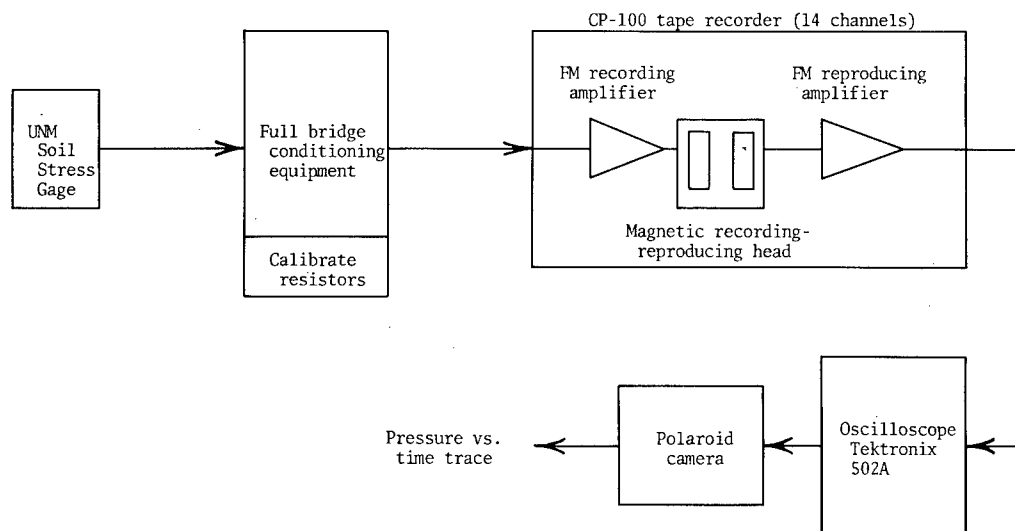 CP-100 tape recorder (14 channels)
FM recording
amplifier
FM reproducing
amplifier
UNM
Soil
Stress
Gage
Full bridge
conditioning
equipment
Calibrate
resistors
Magnetic recording-
reproducing head
Pressure vs.
time trace
Polaroid
camera
Oscilloscope
Tektronix
502A